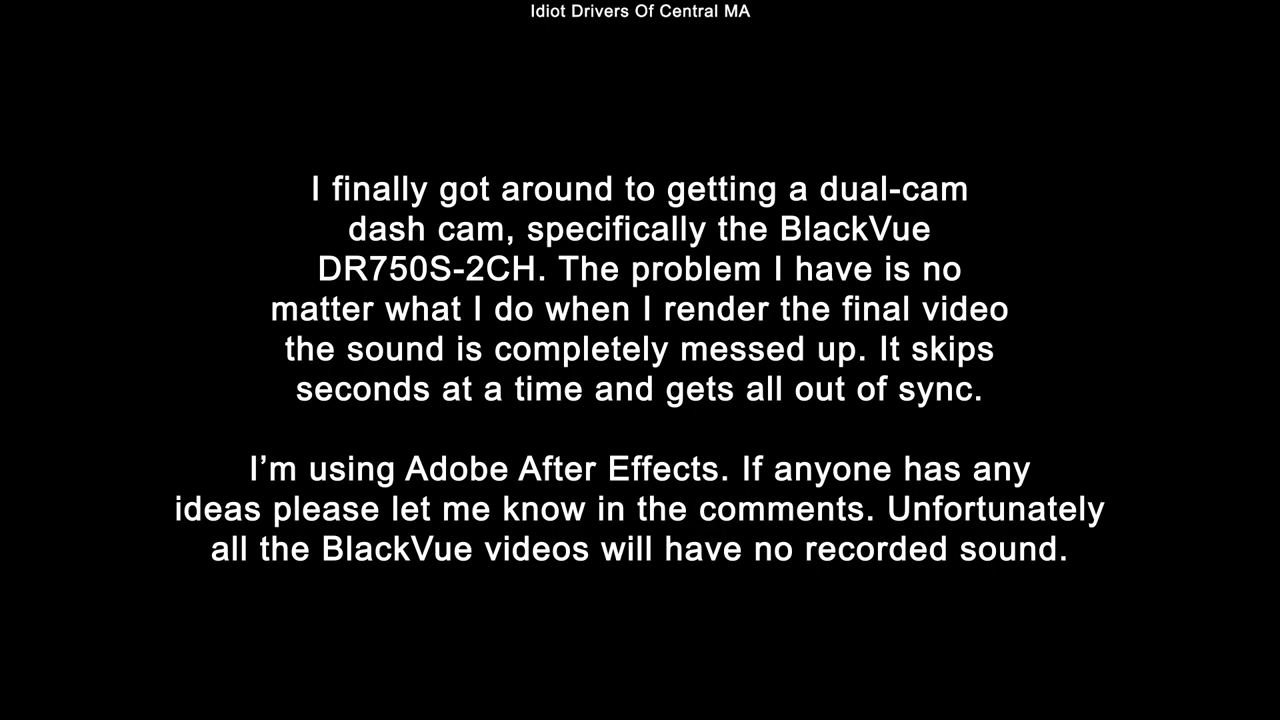 Idiot Drivers Of Central MA
I finally got around to getting a dual-cam
dash cam, specifically the BlackVue
DR750S-2CH. The problem I have is no
matter what I do when I render the final video
the sound is completely messed up. It skips
seconds at a time and gets all out of sync.
I’m using Adobe After Effects. If anyone has any
ideas please let me know in the comments. Unfortunately
all the BlackVue videos will have no recorded sound.